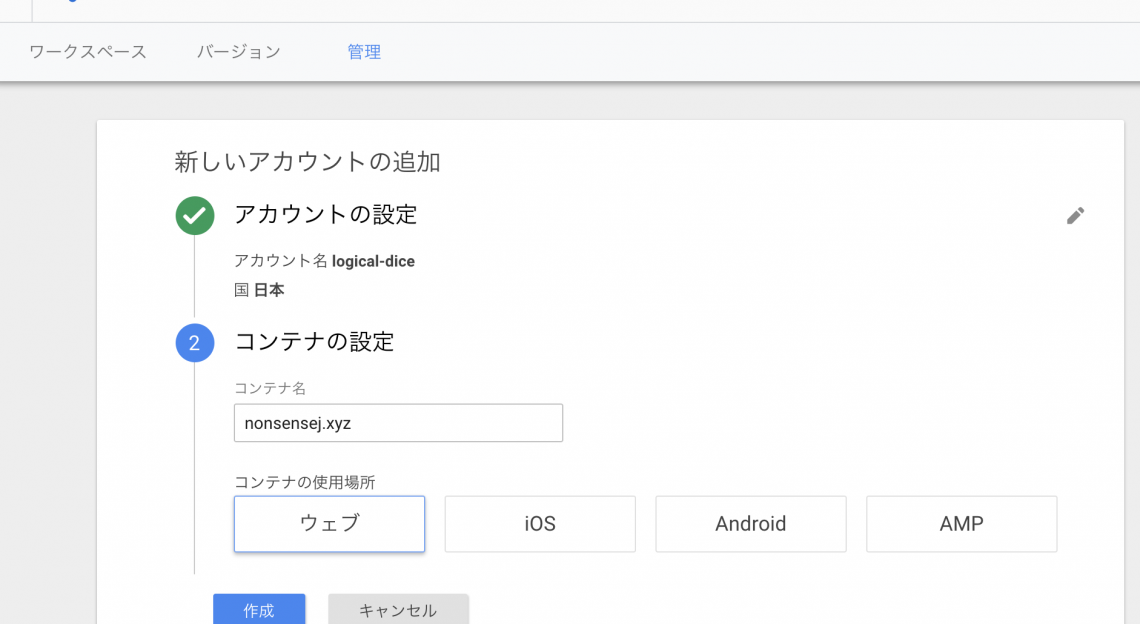 ワークスペース バージョン 管理
新しいアカウントの追加
アカウントの設定
アカウント名 logical-dice
国 日本
2 コンテナの設定
コンテナ名
nonsensej.xyz
コンテナの使用場所
ウェブ iOS Android AMP
作成 キャンセル